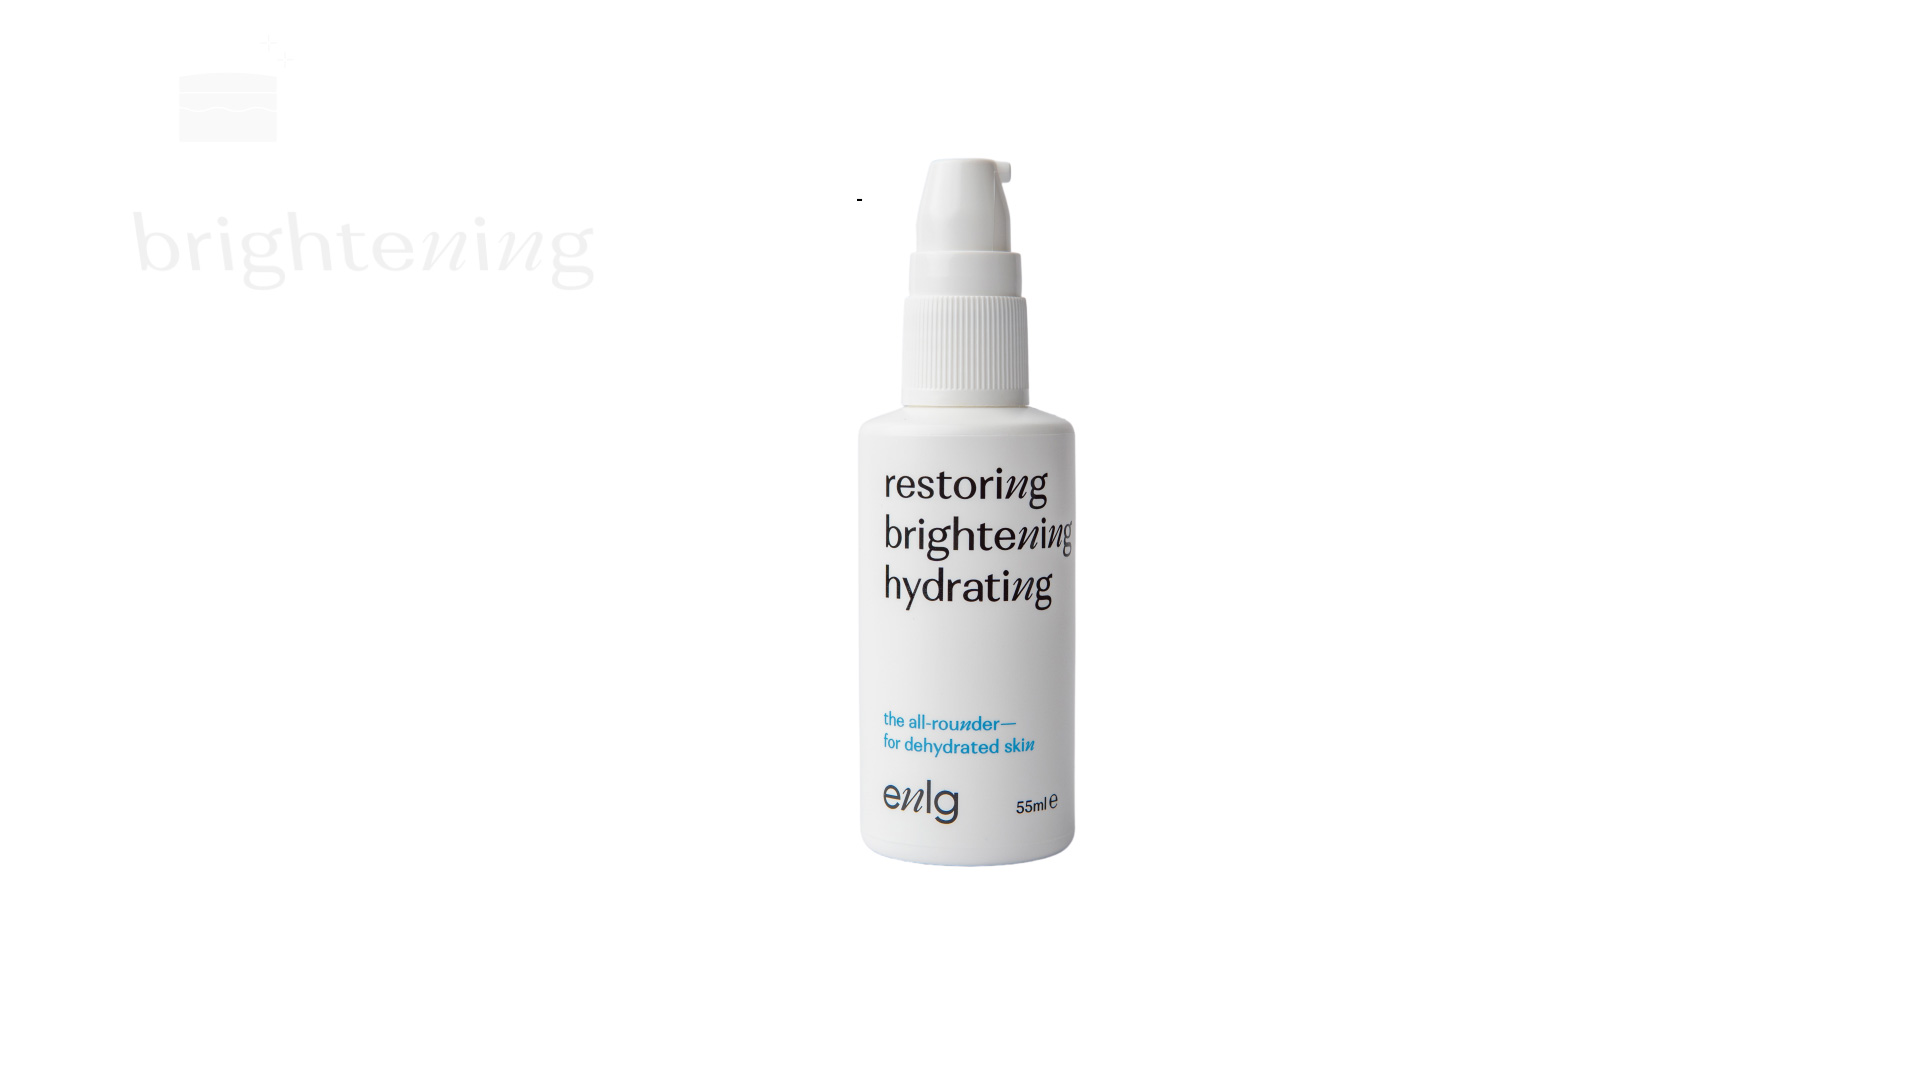 brightening
restoring
brightening
hydrating
the all-rounder—
for dehydrated skin
enlg
55ml ℮